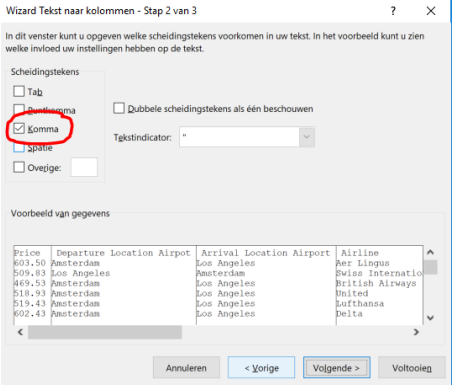 Wizard Tekst naar kolommen - Stap 2 van 3
In dit venster kunt u opgeven welke scheidingstekens voorkomen in uw tekst. In het voorbeeld kunt u zien
welke invloed uw instellingen hebben op de tekst.
Scheidingstekens
Tab
Puntkomma
Komma
Spatie
Overige:
Dubbele scheidingstekens als één beschouwen
Tekstindicator: "
Voorbeeld van gegevens
Price Departure Location Airpot Arrival Location Airport Airline
603.50 Amsterdam Los Angeles Aer Lingus
509.83 Los Angeles Amsterdam Swiss Internatio
469.53 Amsterdam Los Angeles British Airways
518.93 Amsterdam Los Angeles United
519.43 Amsterdam Los Angeles Lufthansa
602.43 Amsterdam Los Angeles Delta
Annuleren < Vorige Volgende > Voltooien